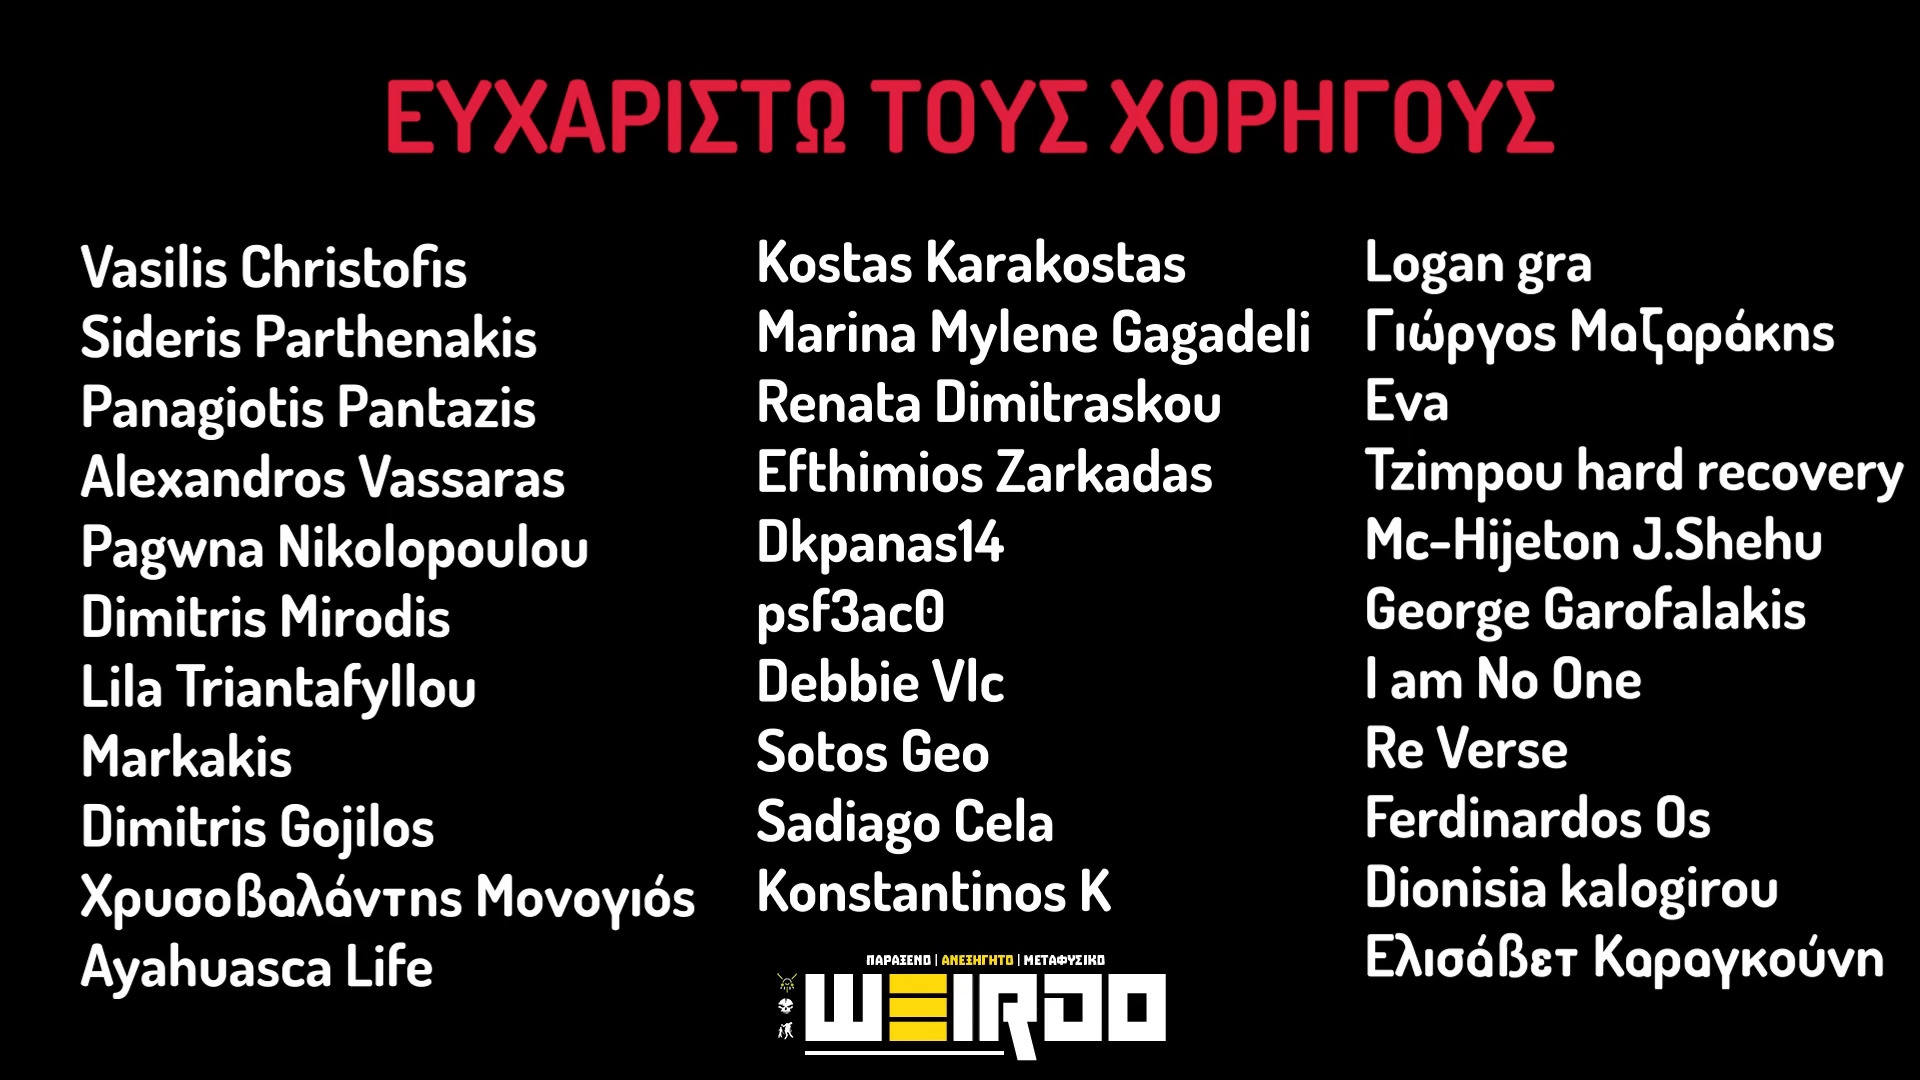 ΕΥΧΑΡΙΣΤΩ ΤΟΥΣ ΧΟΡΗΓΟΥΣ
Vasilis Christofis
Sideris Parthenakis
Panagiotis Pantazis
Alexandros Vassaras
Pagwna Nikolopoulou
Dimitris Mirodis
Lila Triantafyllou
Markakis
Dimitris Gojilos
Χρυσοβαλάντης Μονογιός
Ayahuasca Life
Kostas Karakostas
Marina Mylene Gagadeli
Renata Dimitraskou
Efthimios Zarkadas
Dkpanas14
psf3ac0
Debbie Vlc
Sotos Geo
Sadiago Cela
Konstantinos K
Logan gra
Γιώργος Μαζαράκης
Eva
Tzimpou hard recovery
Mc-Hijeton J.Shehu
George Garofalakis
I am No One
Re Verse
Ferdinardos Os
Dionisia kalogirou
Ελισάβετ Καραγκούνη
ΠΑΡΑΞΕΝΟ | ΑΝΕΞΗΓΗΤΟ | ΜΕΤΑΦΥΣΙΚΟ
WEIRDO